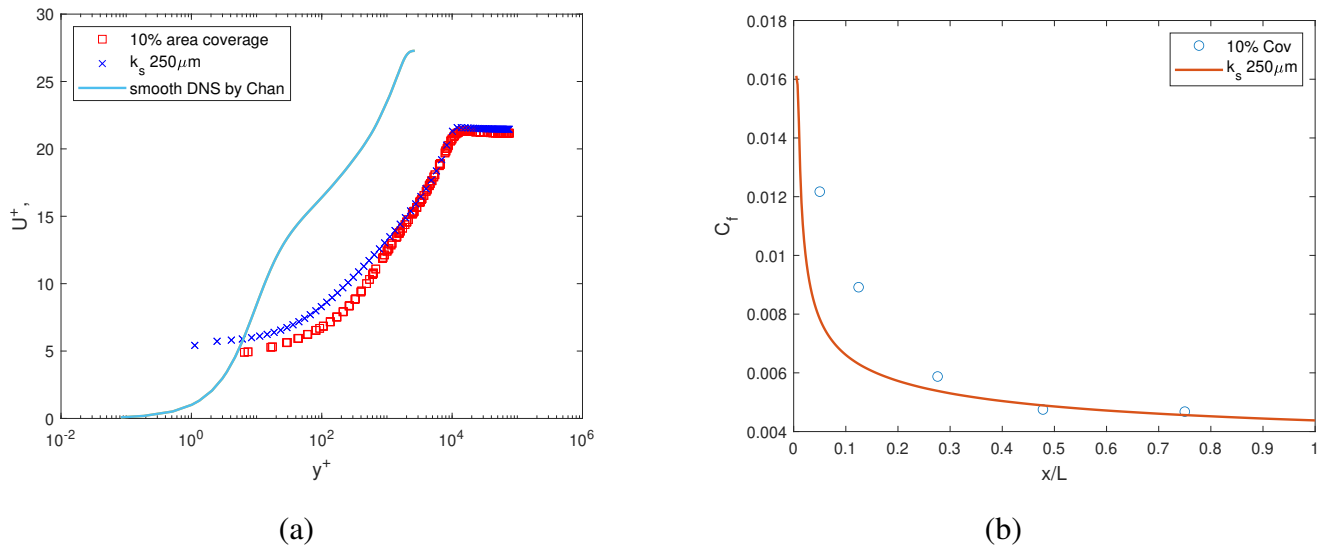 30
25
20
15
10
5
0
U+,
10% area coverage
ks 250μm
smooth DNS by Chan
10-2
100
102
104
106
y+
(a)
0.018
0.016
0.014
0.012
0.01
0.008
0.006
0.004
Cf
10% Cov
ks 250μm
0
0.1
0.2
0.3
0.4
0.5
0.6
0.7
0.8
0.9
1
x/L
(b)